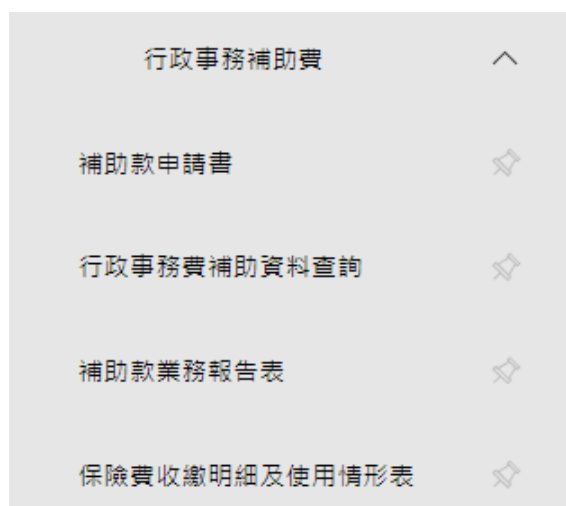 行政事務補助費
補助款申請書
行政事務費補助資料查詢
補助款業務報告表
保險費收繳明細及使用情形表